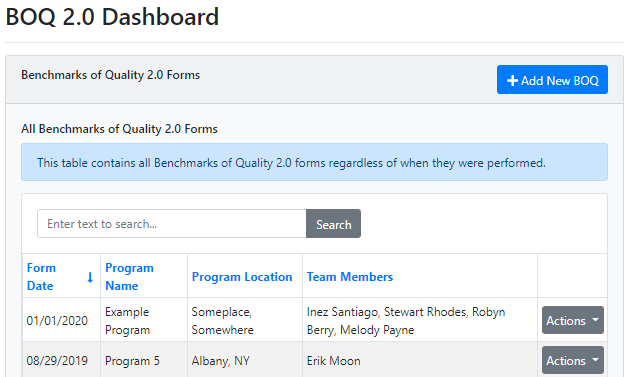 BOQ 2.0 Dashboard
Benchmarks of Quality 2.0 Forms
+ Add New BOQ
All Benchmarks of Quality 2.0 Forms
This table contains all Benchmarks of Quality 2.0 forms regardless of when they were performed.
Enter text to search...
Search
Form Date ↓ Program Name Program Location Team Members
01/01/2020 Example Program Someplace, Somewhere Inez Santiago, Stewart Rhodes, Robyn Berry, Melody Payne Actions
08/29/2019 Program 5 Albany, NY Erik Moon Actions